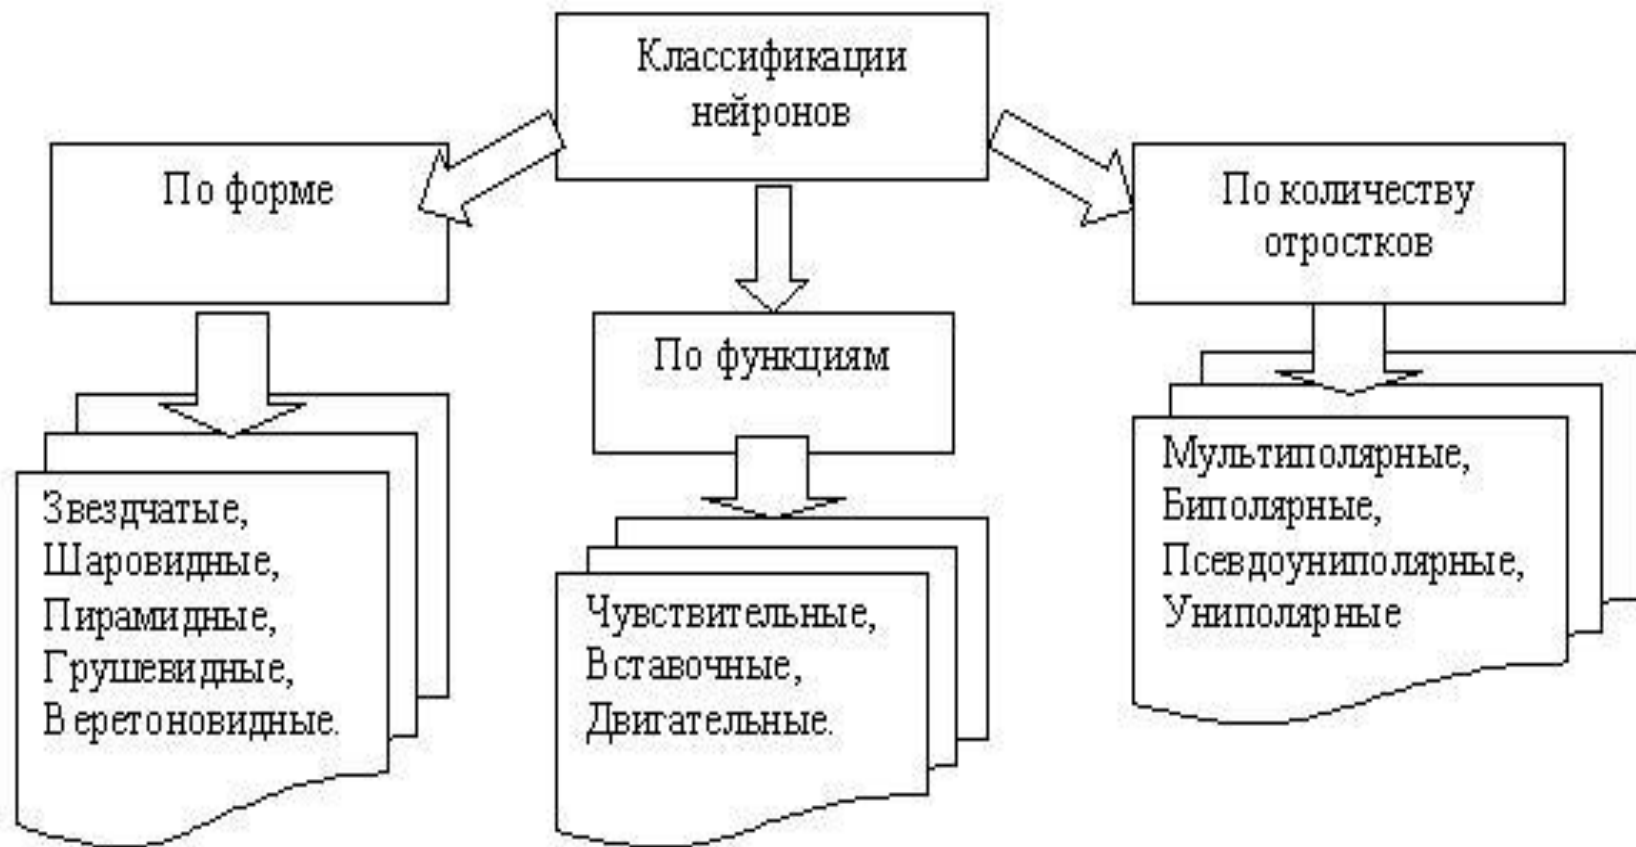 Классификации
нейронов
По форме
По количеству
отростков
По функциям
Звездчатые,
Шаровидные,
Пирамидные,
Грушевидные,
Веретоновидные.
Чувствительные,
Вставочные,
Двигательные.
Мультиполярные,
Биполярные,
Псевдоуниполярные,
Униполярные